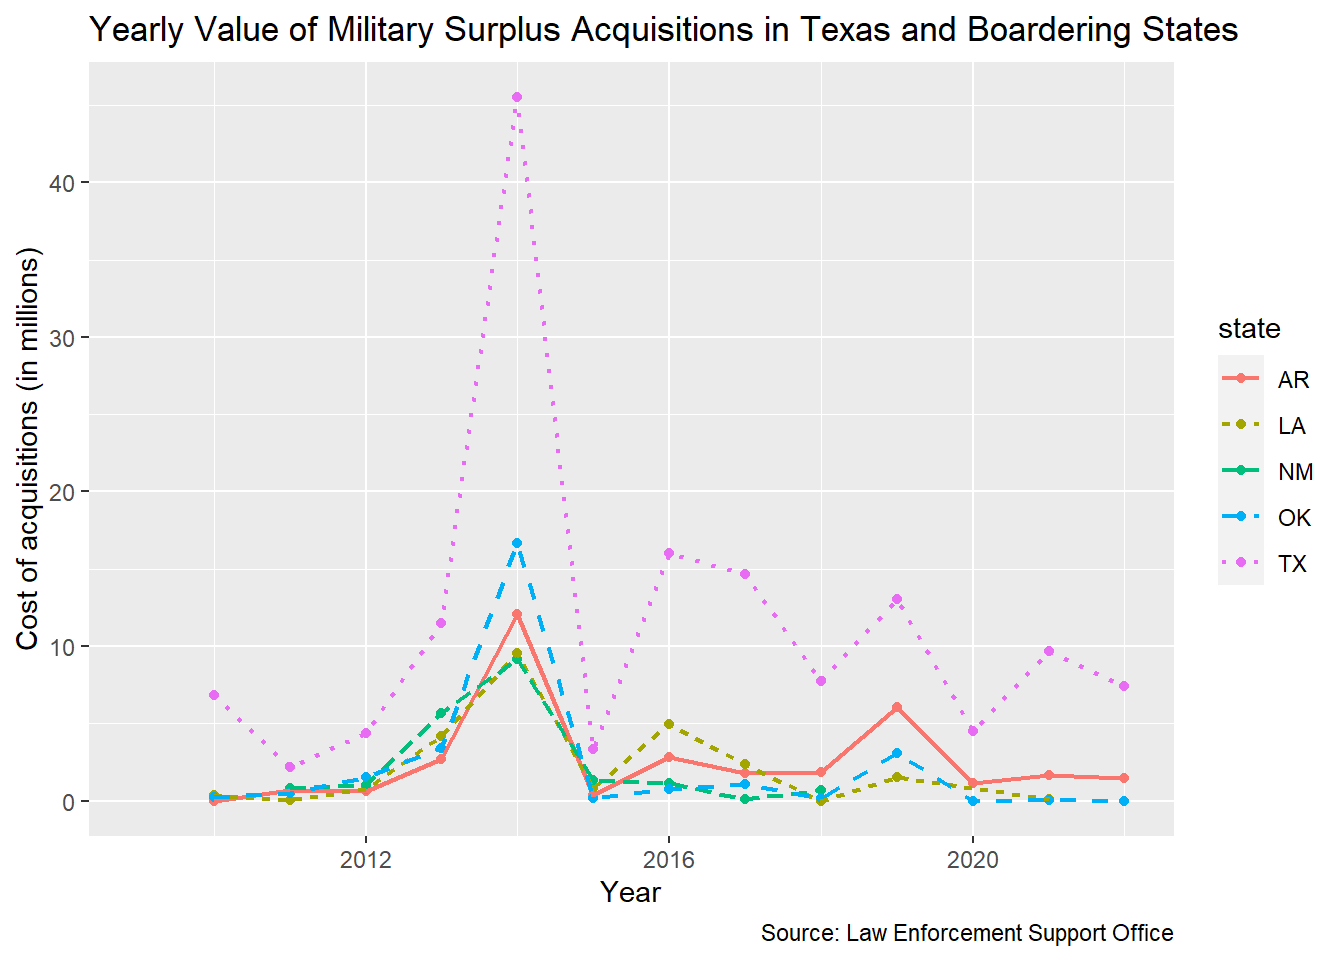 Yearly Value of Military Surplus Acquisitions in Texas and Boardering States
Cost of acquisitions (in millions)
40
30
20
10
0
2012
2016
2020
Year
state
AR
LA
NM
OK
TX
Source: Law Enforcement Support Office